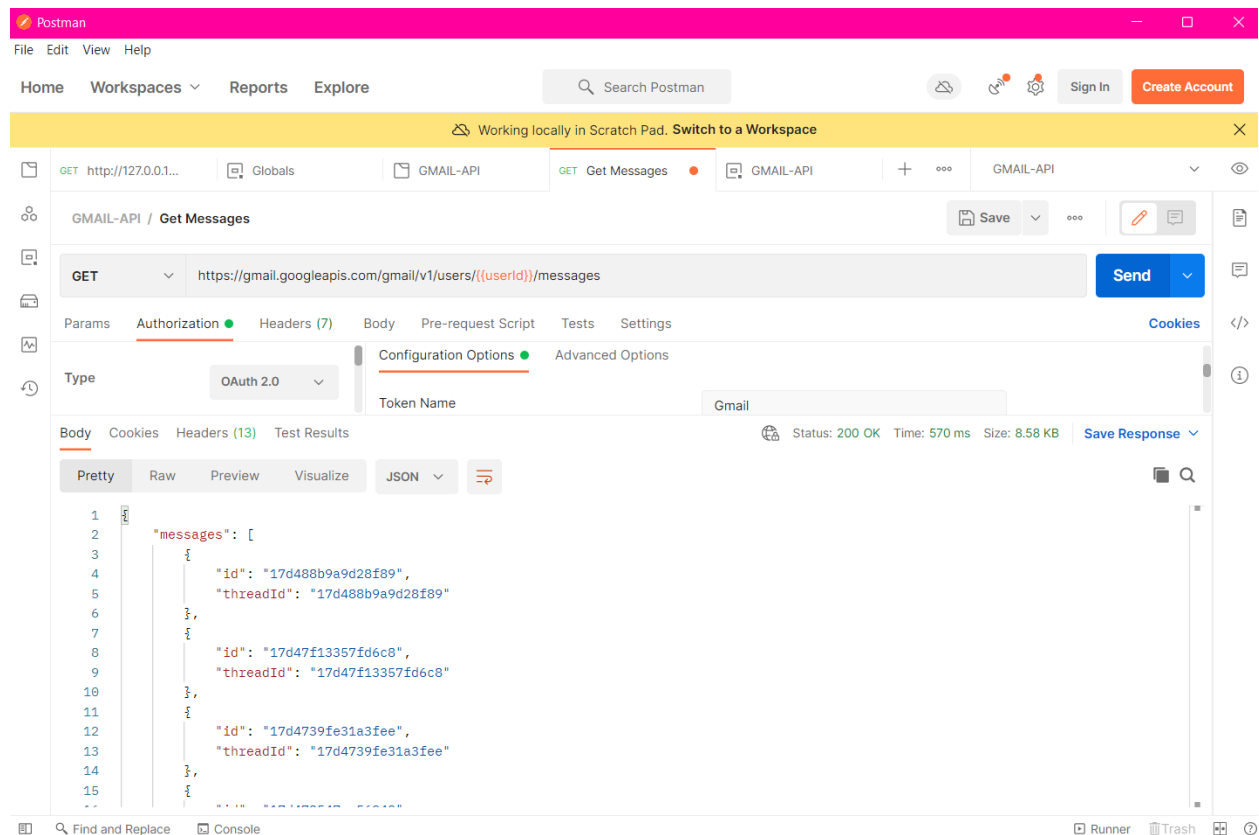 Postman
File Edit View Help
Home Workspaces Reports Explore Search Postman Sign In Create Account
Working locally in Scratch Pad. Switch to a Workspace
GET http://127.0.0.1... Globals GMAIL-API GET Get Messages GMAIL-API GMAIL-API
GMAIL-API / Get Messages Save
GET https://gmail.googleapis.com/gmail/v1/users/{{userId}}/messages Send
Params Authorization Headers (7) Body Pre-request Script Tests Settings Cookies
Configuration Options Advanced Options
Type OAuth 2.0
Token Name Gmail
Body Cookies Headers (13) Test Results Status: 200 OK Time: 570 ms Size: 8.58 KB Save Response
Pretty Raw Preview Visualize JSON
1 {
2 "messages": [
3 {
4 "id": "17d488b9a9d28f89",
5 "threadId": "17d488b9a9d28f89"
6 },
7 {
8 "id": "17d47f13357fd6c8",
9 "threadId": "17d47f13357fd6c8"
10 },
11 {
12 "id": "17d4739fe31a3fee",
13 "threadId": "17d4739fe31a3fee"
14 },
15 {
Find and Replace Console Runner Trash